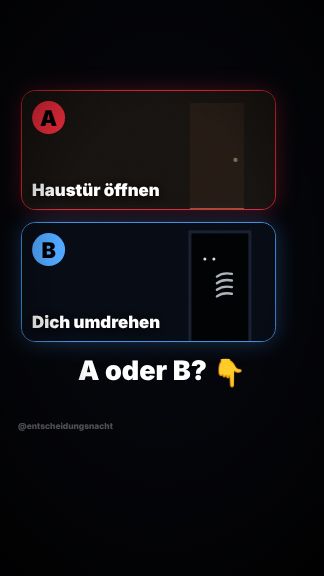 A
Haustür öffnen
B
Dich umdrehen
A oder B? 👇
@entscheidungsnacht